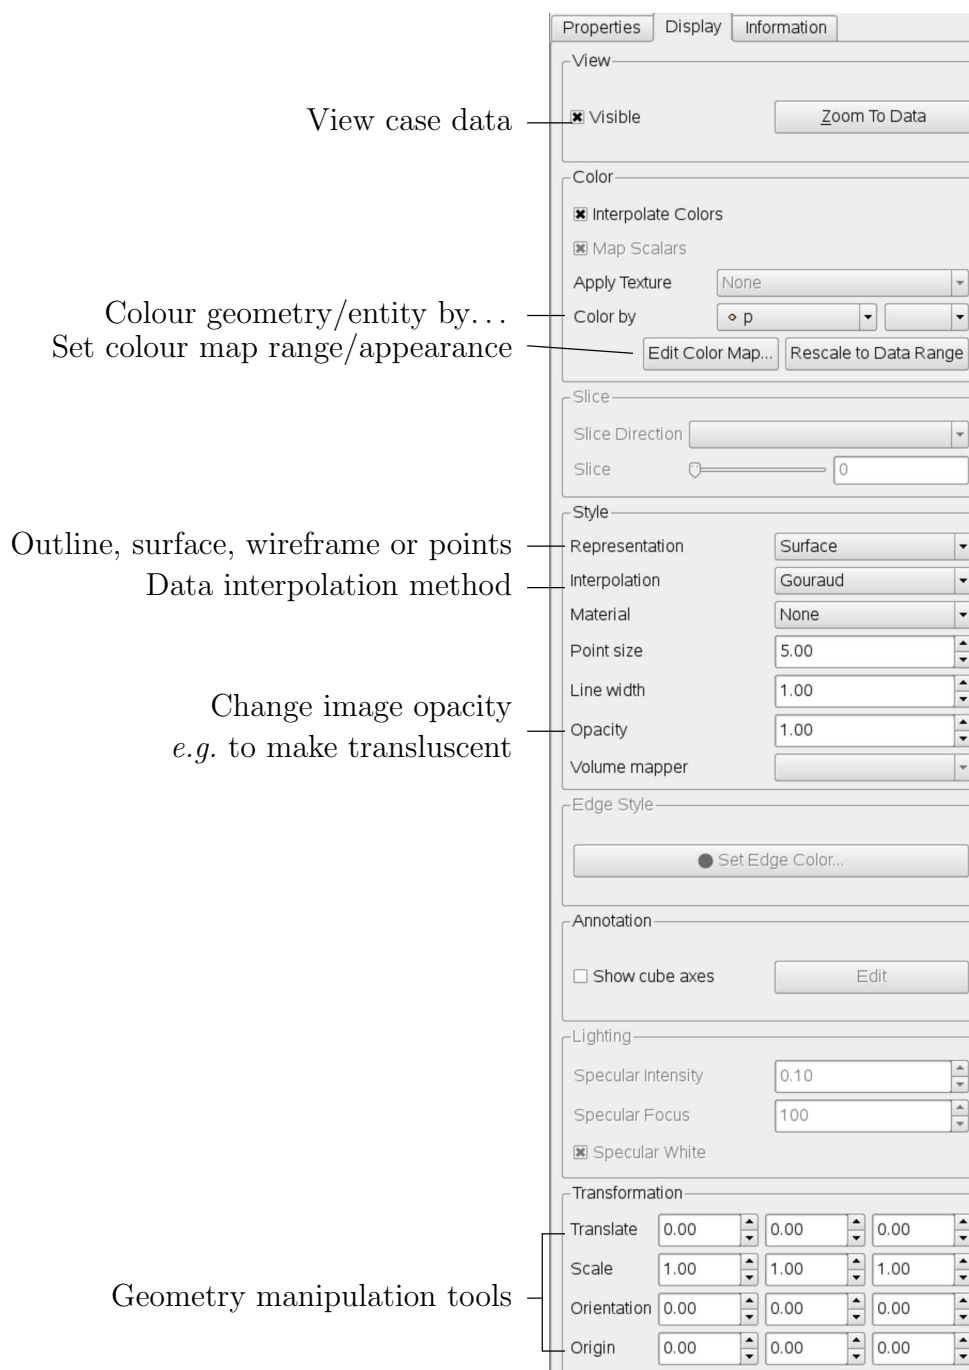 Properties Display Information
View
View case data
Visible Zoom To Data
Color
Interpolate Colors
Map Scalars
Apply Texture None
Colour geometry/entity by...
Color by p
Set colour map range/appearance
Edit Color Map... Rescale to Data Range
Slice
Slice Direction
Slice 0
Style
Outline, surface, wireframe or points
Representation Surface
Data interpolation method
Interpolation Gouraud
Material None
Point size 5.00
Line width 1.00
Change image opacity
e.g. to make transluscent
Opacity 1.00
Volume mapper
Edge Style
Set Edge Color...
Annotation
Show cube axes Edit
Lighting
Specular Intensity 0.10
Specular Focus 100
Specular White
Transformation
Translate 0.00 0.00 0.00
Scale 1.00 1.00 1.00
Geometry manipulation tools
Orientation 0.00 0.00 0.00
Origin 0.00 0.00 0.00